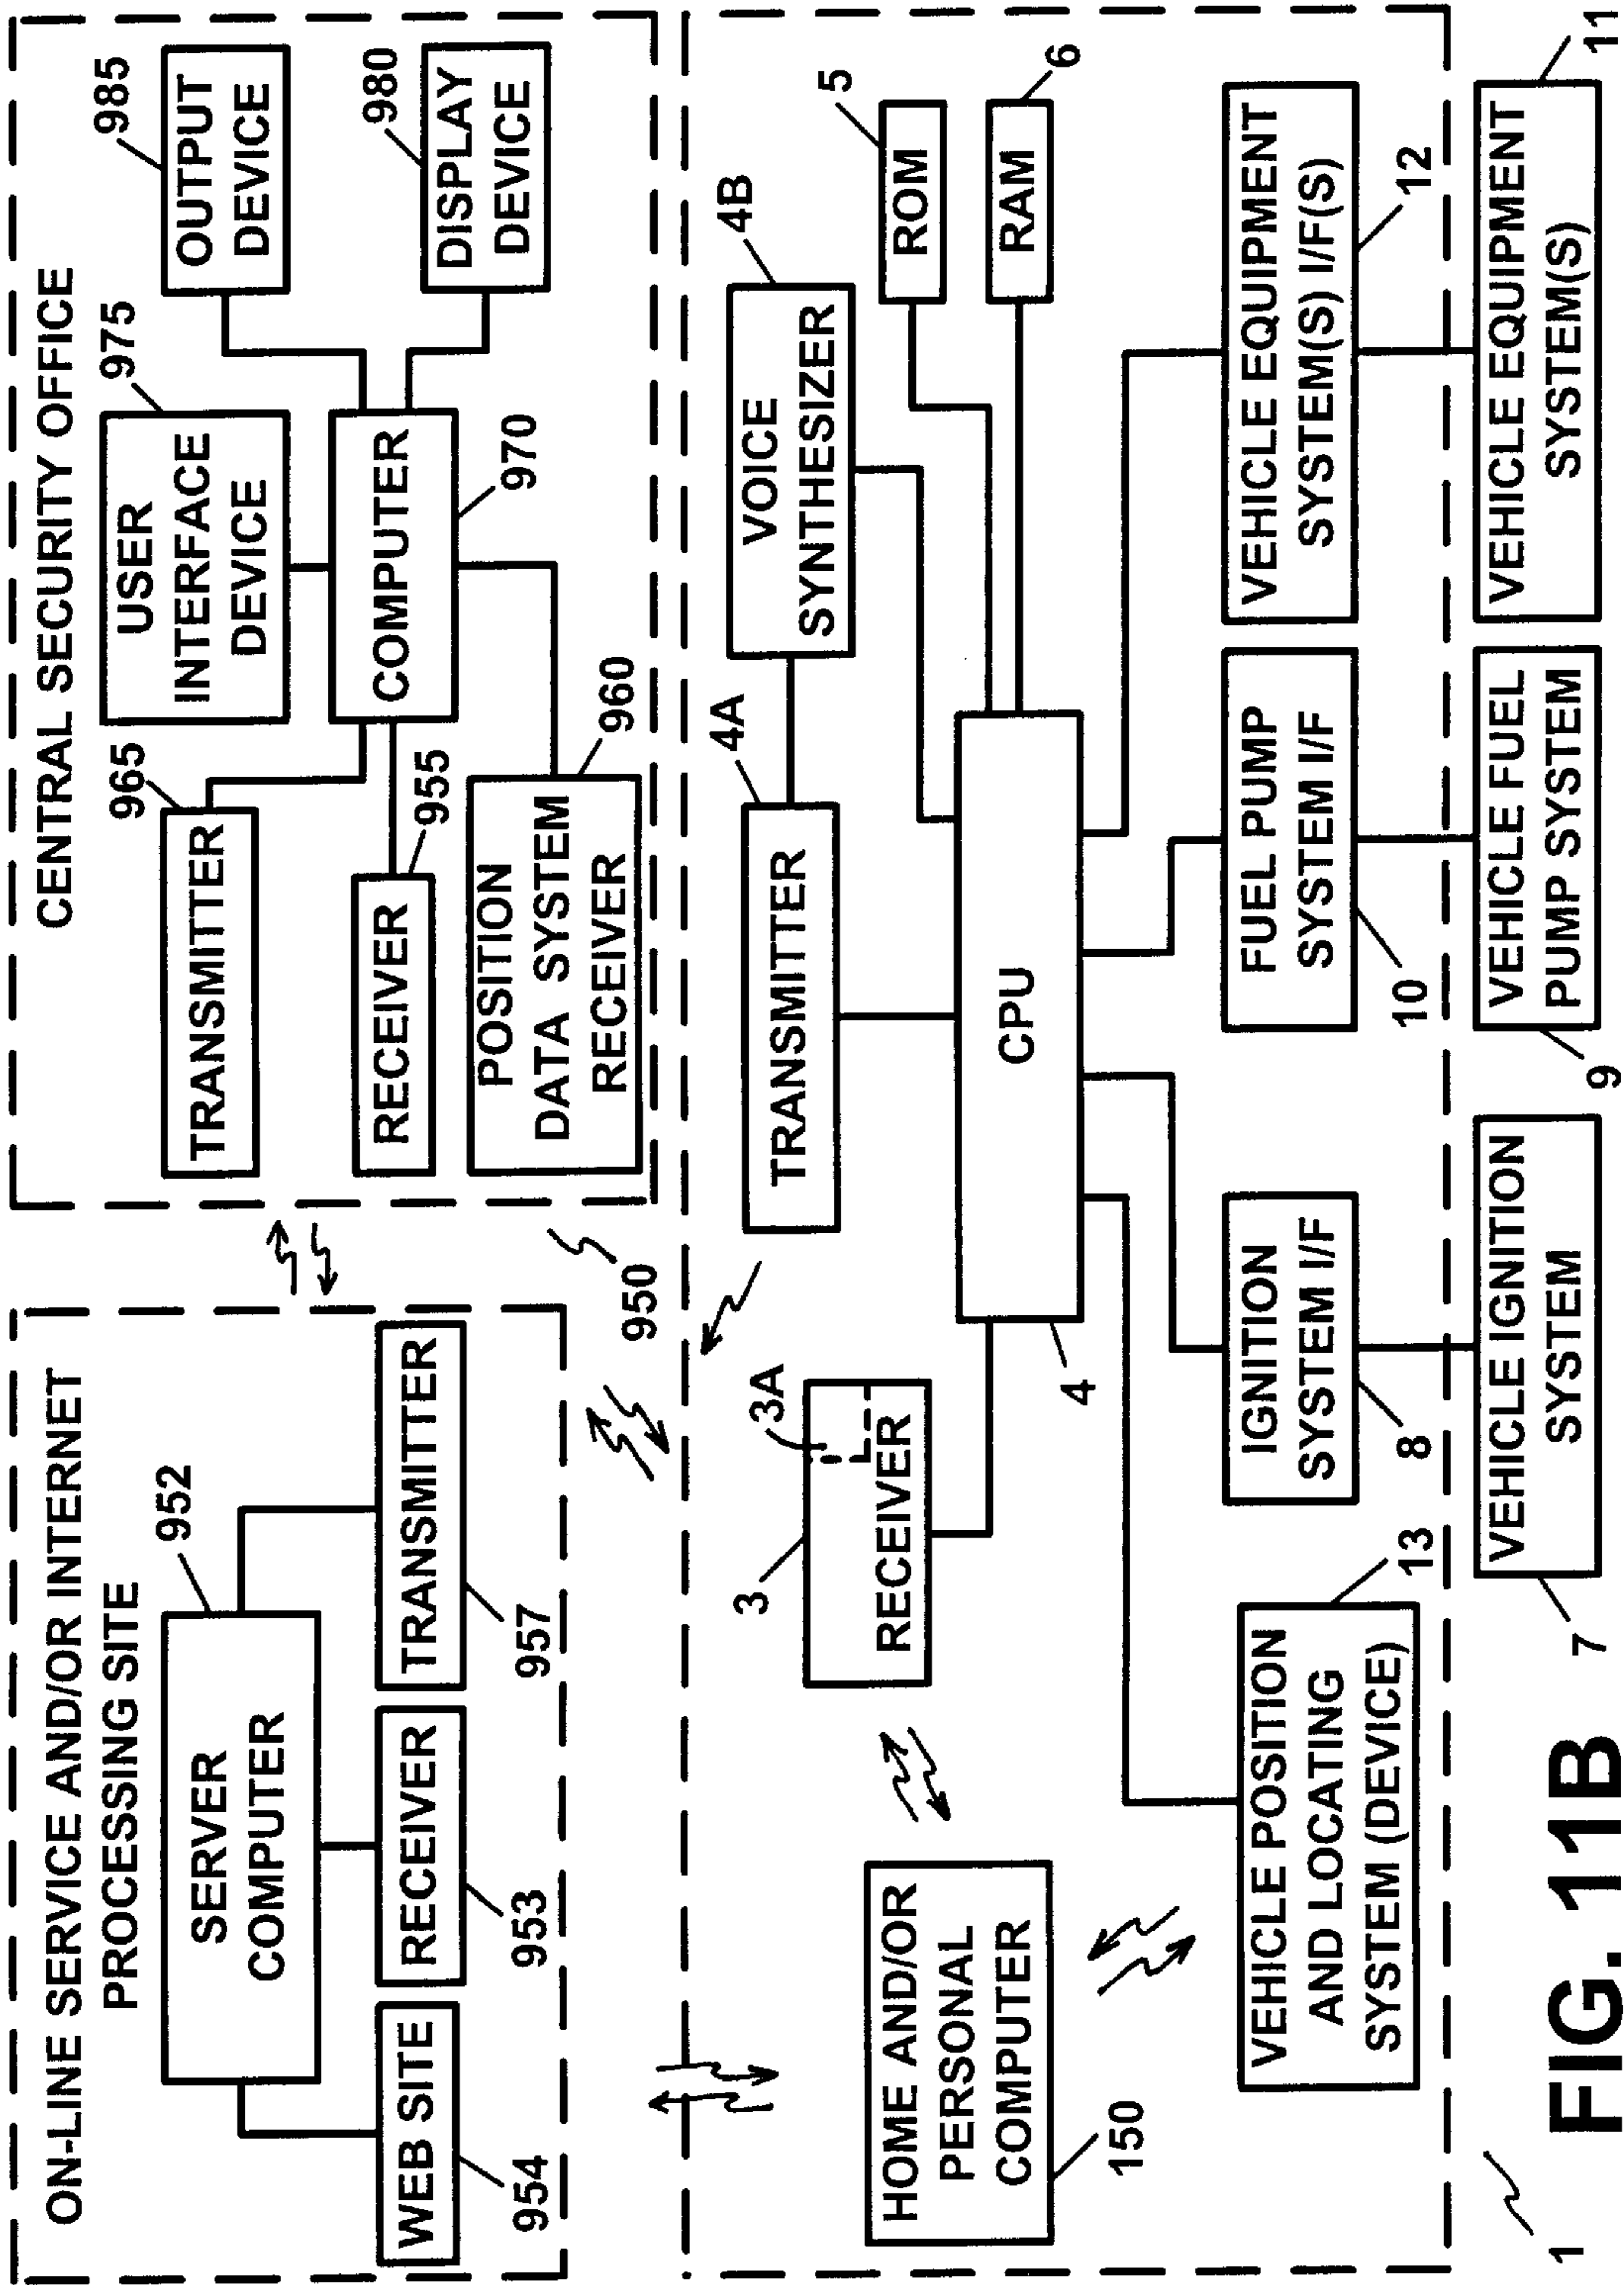 ON-LINE SERVICE AND/OR INTERNET
PROCESSING SITE
952
SERVER
COMPUTER
WEB SITE
RECEIVER
TRANSMITTER
954
953
957
CENTRAL SECURITY OFFICE
965
975
985
TRANSMITTER
USER
INTERFACE
DEVICE
OUTPUT
DEVICE
RECEIVER
955
COMPUTER
980
970
DISPLAY
DEVICE
POSITION
DATA SYSTEM
RECEIVER
960
950
3
3A
RECEIVER
4A
TRANSMITTER
4B
VOICE
SYNTHESIZER
5
ROM
RAM
6
HOME AND/OR
PERSONAL
COMPUTER
150
CPU
4
VEHICLE POSITION
AND LOCATING
SYSTEM (DEVICE)
13
IGNITION
SYSTEM I/F
8
FUEL PUMP
SYSTEM I/F
10
VEHICLE EQUIPMENT
SYSTEM(S) I/F(S)
12
VEHICLE IGNITION
SYSTEM
7
VEHICLE FUEL
PUMP SYSTEM
9
VEHICLE EQUIPMENT
SYSTEM(S)
11
1
FIG. 11B